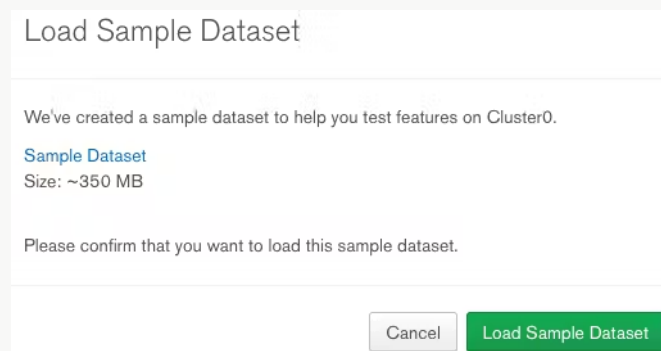 Load Sample Dataset
We've created a sample dataset to help you test features on Cluster0.
Sample Dataset
Size: ~350 MB
Please confirm that you want to load this sample dataset.
Cancel
Load Sample Dataset